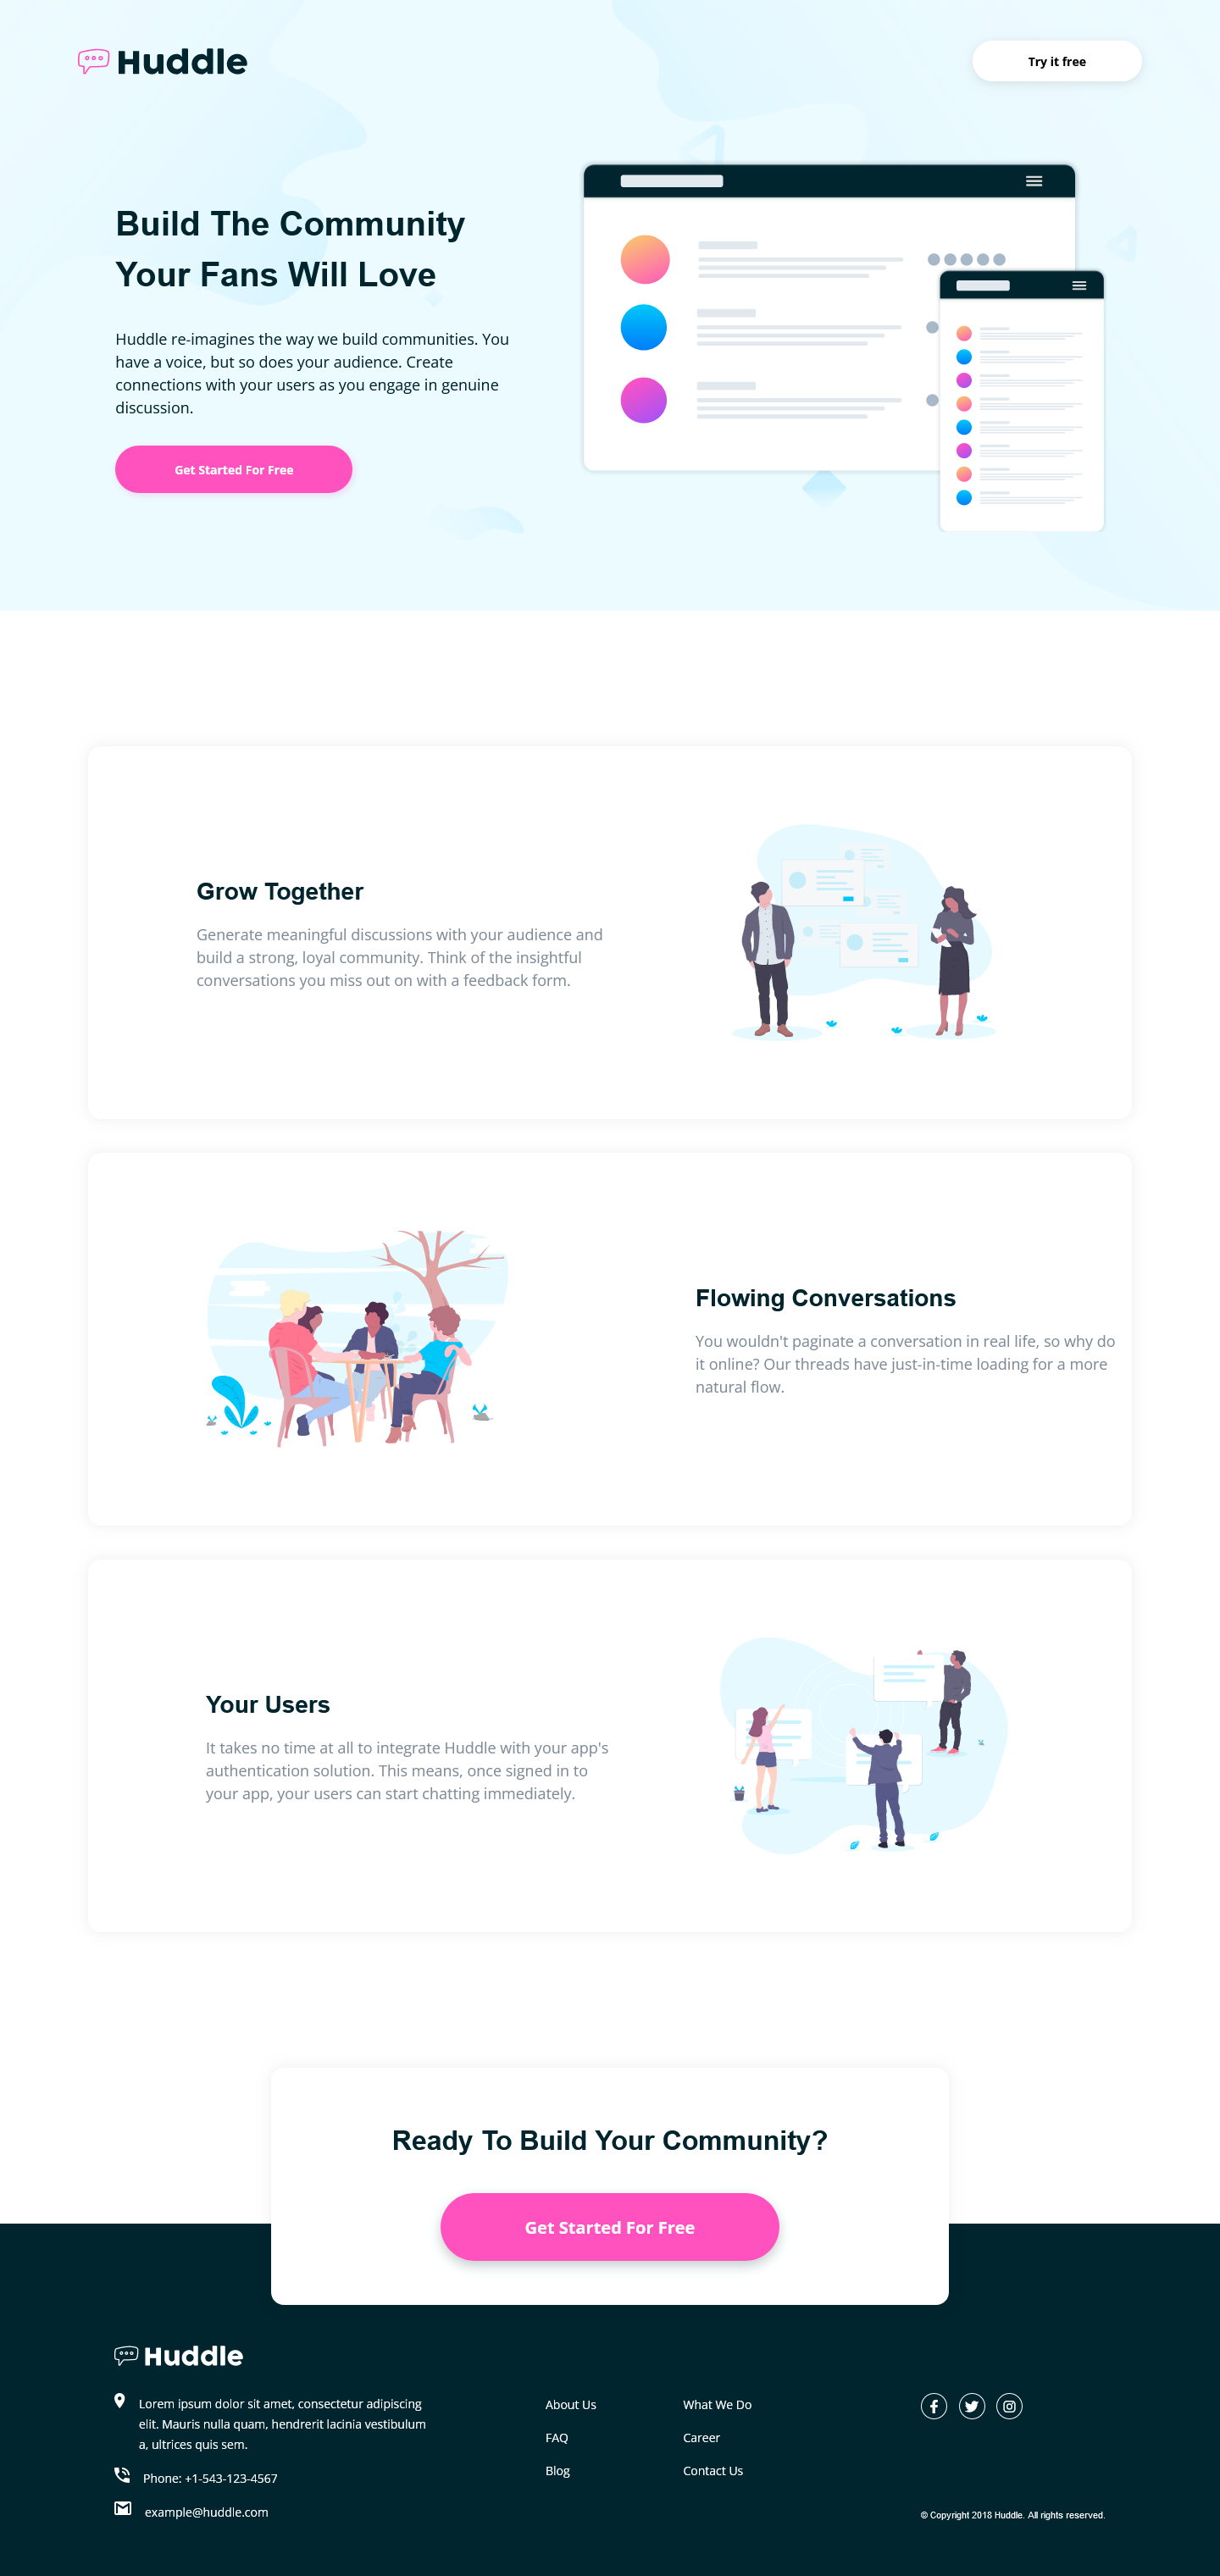 Huddle
Try it free
Build The Community
Your Fans Will Love
Huddle re-imagines the way we build communities. You
have a voice, but so does your audience. Create
connections with your users as you engage in genuine
discussion.
Get Started For Free
Grow Together
Generate meaningful discussions with your audience and
build a strong, loyal community. Think of the insightful
conversations you miss out on with a feedback form.
Flowing Conversations
You wouldn't paginate a conversation in real life, so why do
it online? Our threads have just-in-time loading for a more
natural flow.
Your Users
It takes no time at all to integrate Huddle with your app's
authentication solution. This means, once signed in to
your app, your users can start chatting immediately.
Ready To Build Your Community?
Get Started For Free
Huddle
Lorem ipsum dolor sit amet, consectetur adipiscing
elit. Mauris nulla quam, hendrerit lacinia vestibulum
a, ultrices quis sem.
Phone: +1-543-123-4567
example@huddle.com
About Us
FAQ
Blog
What We Do
Career
Contact Us
© Copyright 2018 Huddle. All rights reserved.